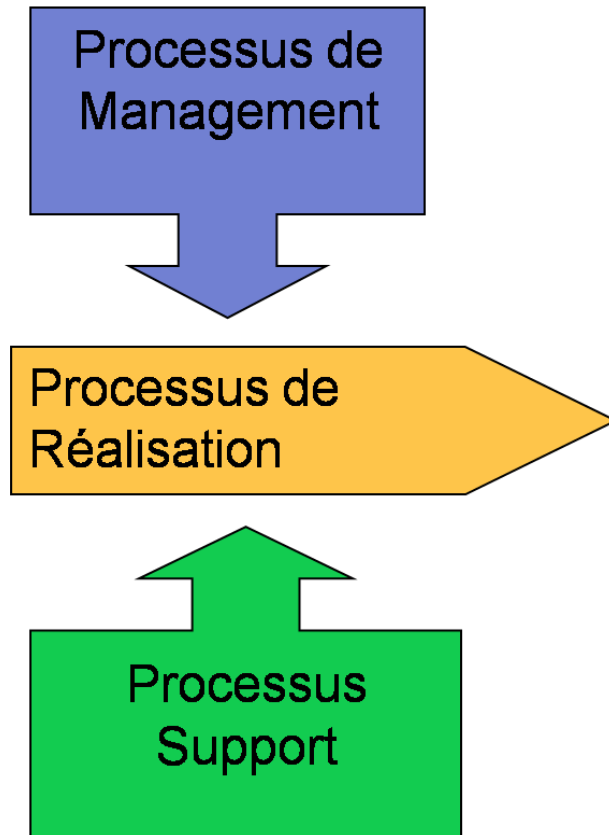 Processus de
Management
Processus de
Réalisation
Processus
Support